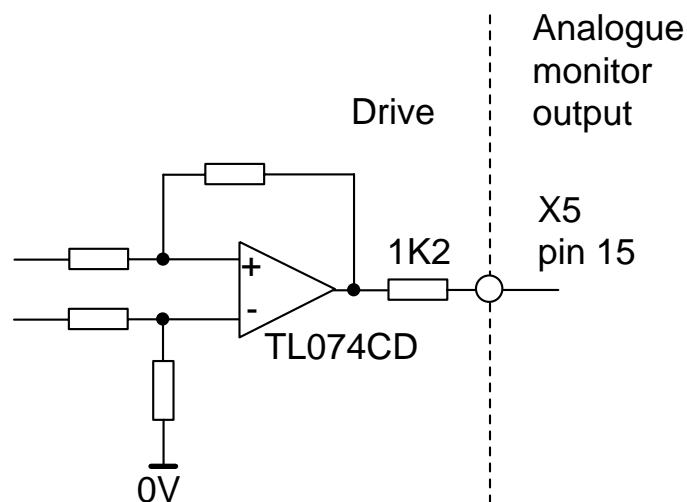 Analogue
monitor
output
Drive
X5
pin 15
1K2
+
-
TL074CD
0V